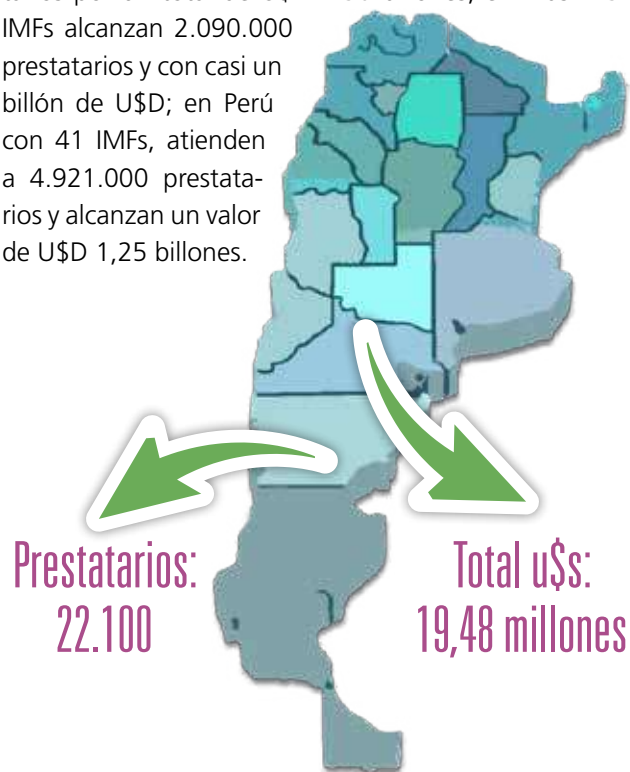 IMFs alcanzan 2.090.000
prestatarios y con casi un
billón de U$D; en Perú
con 41 IMFs, atienden
a 4.921.000 prestata-
rios y alcanzan un valor
de U$D 1,25 billones.
Prestatarios:
22.100
Total u$s:
19,48 millones